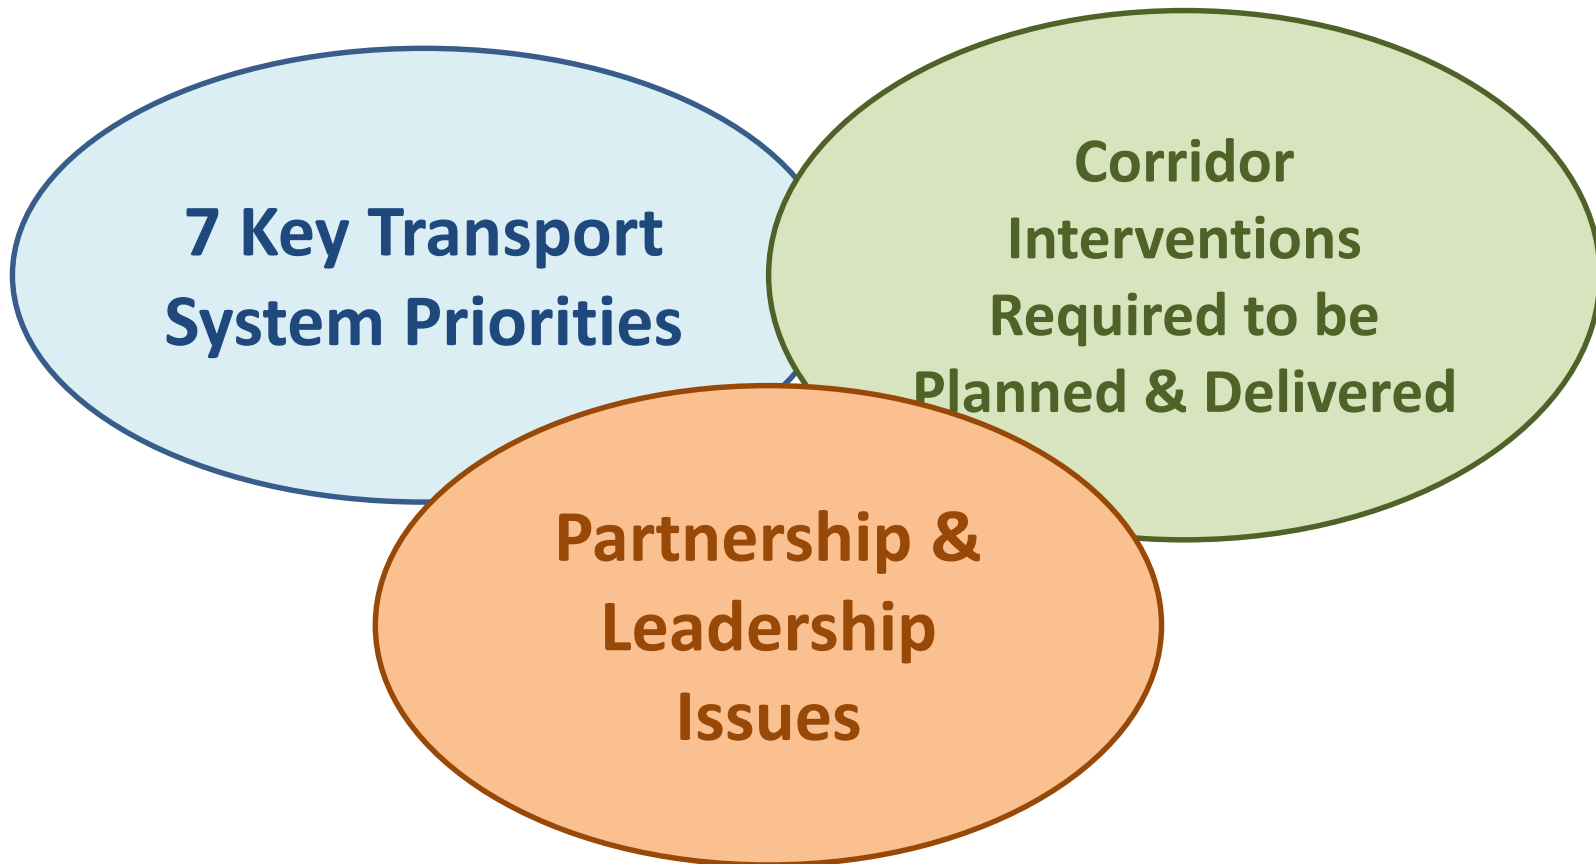 7 Key Transport
System Priorities
Corridor
Interventions
Required to be
Planned & Delivered
Partnership &
Leadership
Issues